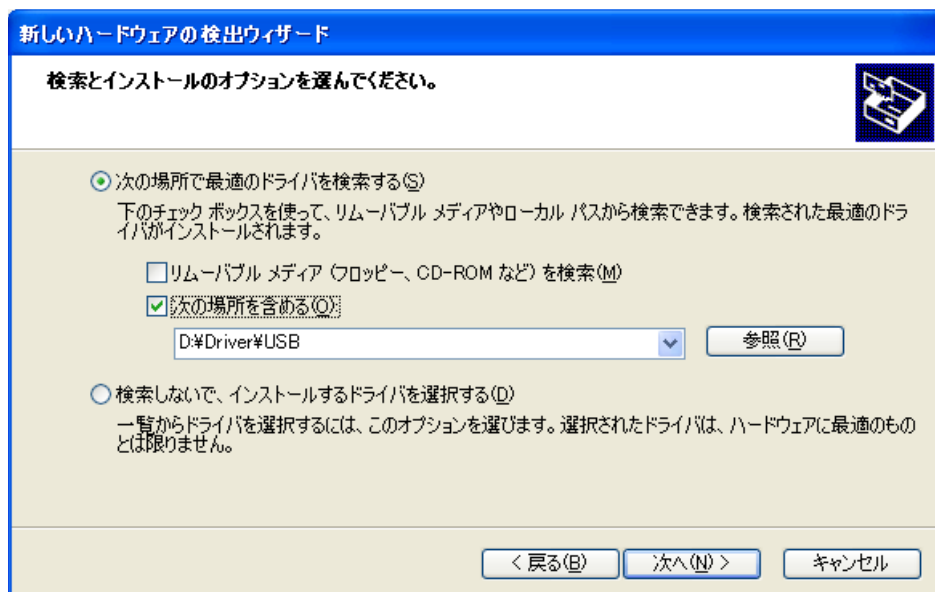 新しいハードウェアの検出ウィザード
検索とインストールのオプションを選んでください。
次の場所で最適のドライバを検索する(S)
下のチェック ボックスを使って、リムーバブル メディアやローカル パスから検索できます。検索された最適のドラ
イバがインストールされます。
リムーバブル メディア (フロッピー、CD-ROM など) を検索(M)
次の場所を含める(O):
D:¥Driver¥USB
参照(R)
検索しないで、インストールするドライバを選択する(D)
一覧からドライバを選択するには、このオプションを選びます。選択されたドライバは、ハードウェアに最適のもの
とは限りません。
< 戻る(B) 次へ(N) > キャンセル